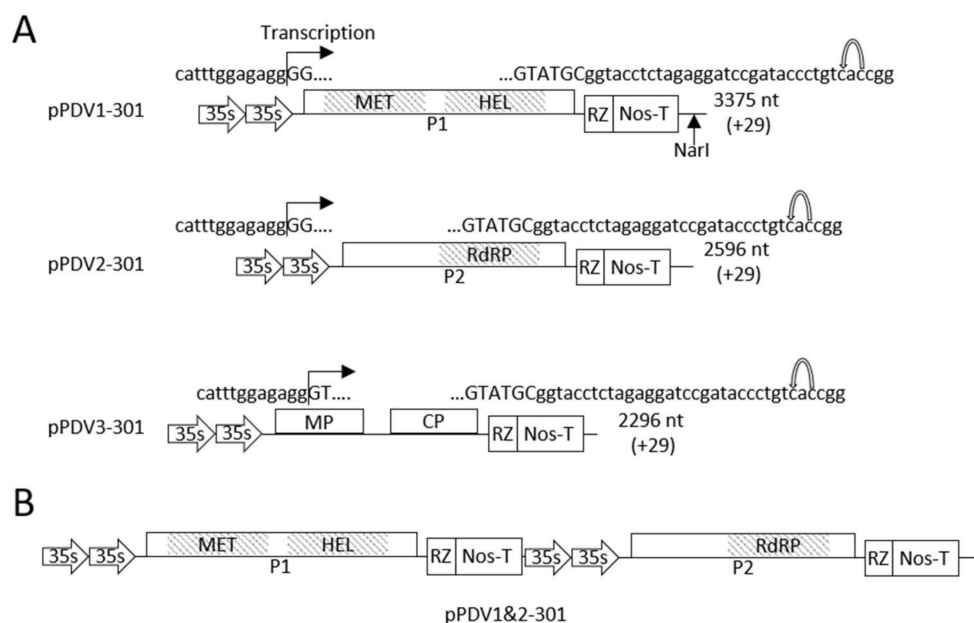 A
Transcription
catttggagaggGG.... ...GTATGCggtacctctagaggatccgataccctgtcaccgg
pPDV1-301
35s 35s MET HEL RZ Nos-T 3375 nt
P1 (+29)
NarI
catttggagaggGG.... ...GTATGCggtacctctagaggatccgataccctgtcaccgg
pPDV2-301
35s 35s RdRP RZ Nos-T 2596 nt
P2 (+29)
catttggagaggGT.... ...GTATGCggtacctctagaggatccgataccctgtcaccgg
pPDV3-301
35s 35s MP CP RZ Nos-T 2296 nt
(+29)
B
35s 35s MET HEL RZ Nos-T 35s 35s RdRP RZ Nos-T
P1 P2
pPDV1&2-301